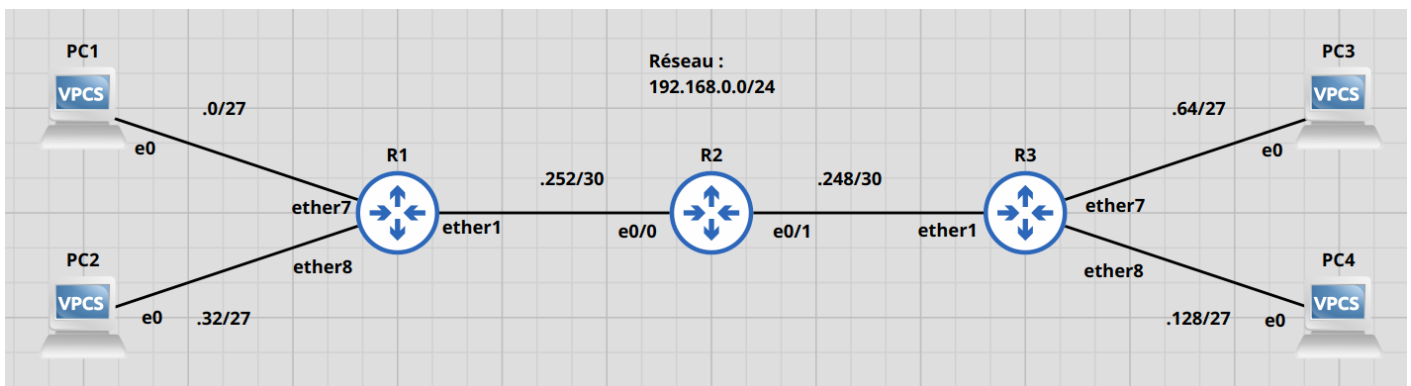 PC1
VPCS
e0
.0/27
Réseau :
192.168.0.0/24
PC3
VPCS
e0
.64/27
R1
R2
R3
.252/30
.248/30
ether7
ether1
e0/0
e0/1
ether1
ether7
PC2
VPCS
e0
.32/27
ether8
ether8
PC4
VPCS
e0
.128/27